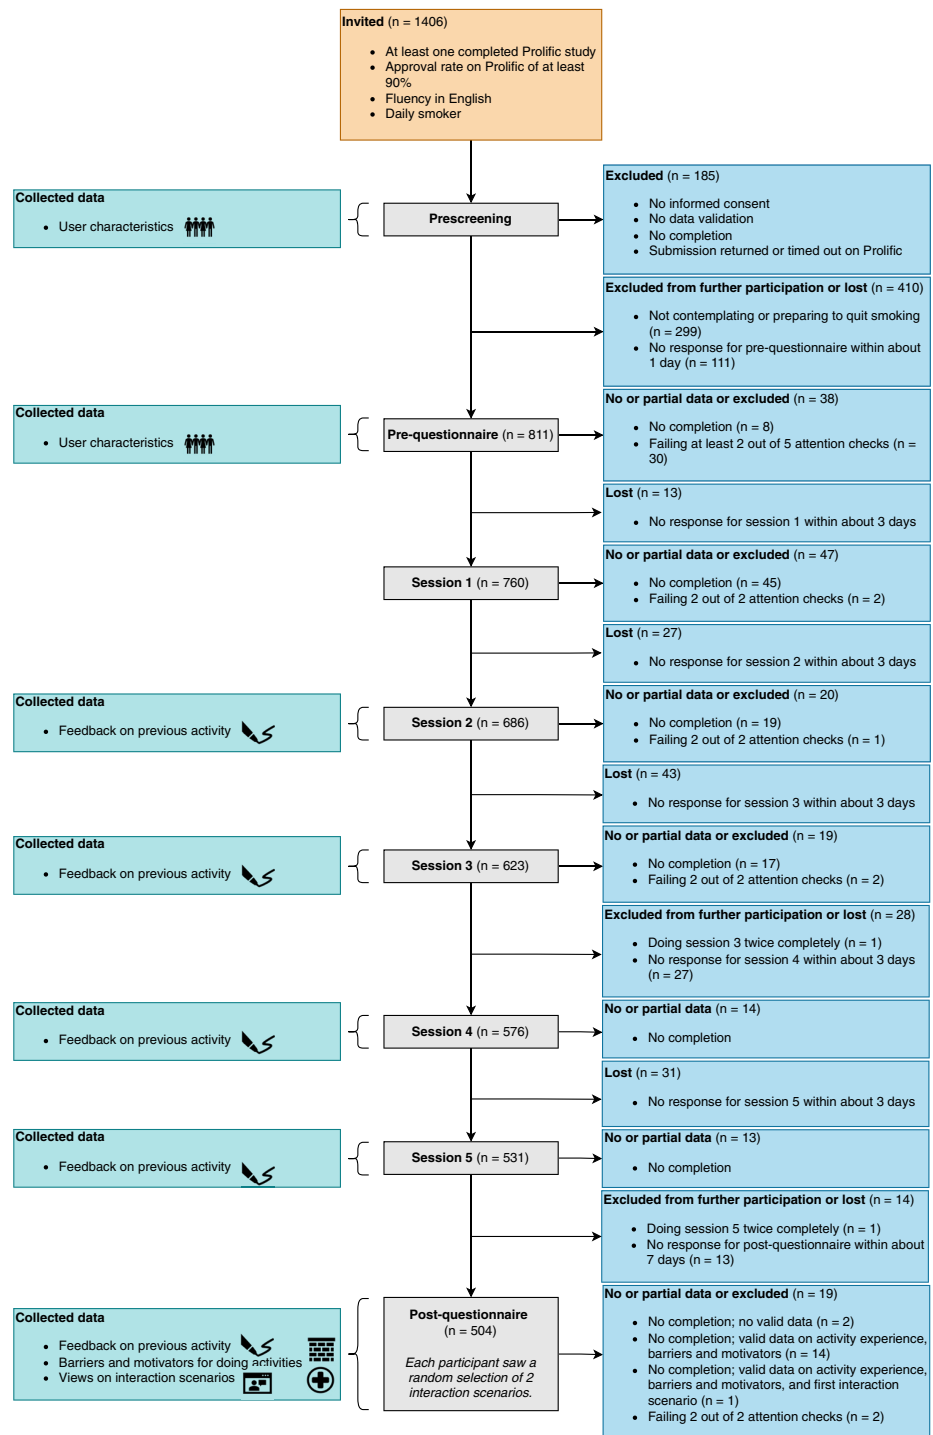 Invited (n = 1406)
• At least one completed Prolific study
• Approval rate on Prolific of at least
90%
• Fluency in English
• Daily smoker
Collected data
• User characteristics
Prescreening
Excluded (n = 185)
• No informed consent
• No data validation
• No completion
• Submission returned or timed out on Prolific
Excluded from further participation or lost (n = 410)
• Not contemplating or preparing to quit smoking
(n = 299)
• No response for pre-questionnaire within about
1 day (n = 111)
Collected data
• User characteristics
Pre-questionnaire (n = 811)
No or partial data or excluded (n = 38)
• No completion (n = 8)
• Failing at least 2 out of 5 attention checks (n =
30)
Lost (n = 13)
• No response for session 1 within about 3 days
Session 1 (n = 760)
No or partial data or excluded (n = 47)
• No completion (n = 45)
• Failing 2 out of 2 attention checks (n = 2)
Lost (n = 27)
• No response for session 2 within about 3 days
Collected data
• Feedback on previous activity
Session 2 (n = 686)
No or partial data or excluded (n = 20)
• No completion (n = 19)
• Failing 2 out of 2 attention checks (n = 1)
Lost (n = 43)
• No response for session 3 within about 3 days
Collected data
• Feedback on previous activity
Session 3 (n = 623)
No or partial data or excluded (n = 19)
• No completion (n = 17)
• Failing 2 out of 2 attention checks (n = 2)
Excluded from further participation or lost (n = 28)
• Doing session 3 twice completely (n = 1)
• No response for session 4 within about 3 days
(n = 27)
Collected data
• Feedback on previous activity
Session 4 (n = 576)
No or partial data (n = 14)
• No completion
Lost (n = 31)
• No response for session 5 within about 3 days
Collected data
• Feedback on previous activity
Session 5 (n = 531)
No or partial data (n = 13)
• No completion
Excluded from further participation or lost (n = 14)
• Doing session 5 twice completely (n = 1)
• No response for post-questionnaire within about
7 days (n = 13)
Collected data
• Feedback on previous activity
• Barriers and motivators for doing activities
• Views on interaction scenarios
Post-questionnaire
(n = 504)
Each participant saw a
random selection of 2
interaction scenarios.
No or partial data or excluded (n = 19)
• No completion; no valid data (n = 2)
• No completion; valid data on activity experience,
barriers and motivators (n = 14)
• No completion; valid data on activity experience,
barriers and motivators, and first interaction
scenario (n = 1)
• Failing 2 out of 2 attention checks (n = 2)